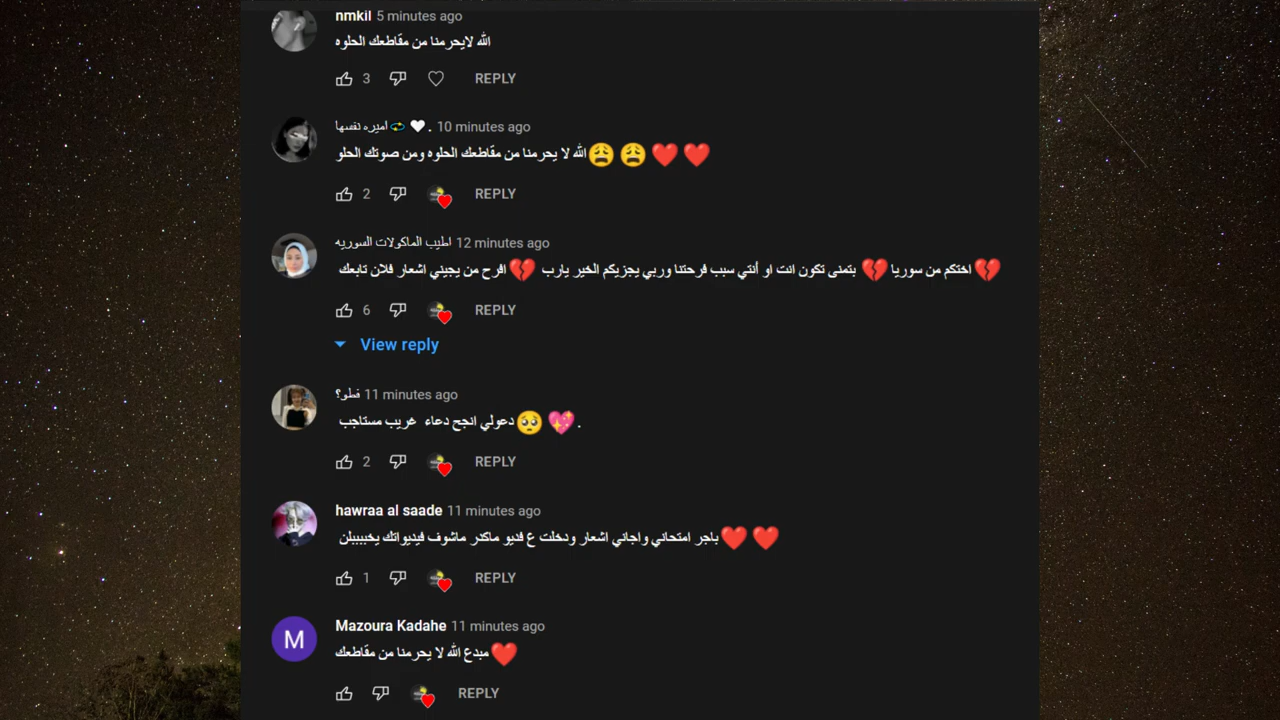 nmkil 5 minutes ago
الله لايحرمنا من مقاطعك الحلوه
3 REPLY
اميره نفسها 🤍 . 10 minutes ago
الله لا يحرمنا من مقاطعك الحلوه ومن صوتك الحلو😩😩❤️❤️
2 REPLY
اطيب الماكولات السوريه 12 minutes ago
افرح من يجيني اشعار فلان تابعك 💔 بتمنى تكون انت او أنتي سبب فرحتنا وربي يجزيكم الخير يارب 💔 اختكم من سوريا 💔
6 REPLY
View reply
فطو؟ 11 minutes ago
دعولي انجح دعاء غريب مستاجب🥺💖.
2 REPLY
hawraa al saade 11 minutes ago
باجر امتحاني واجاني اشعار ودخلت ع فديو ماكدر ماشوف فيديواتك يخبببببلن❤️❤️
1 REPLY
M
Mazoura Kadahe 11 minutes ago
مبدع الله لا يحرمنا من مقاطعك❤️
REPLY